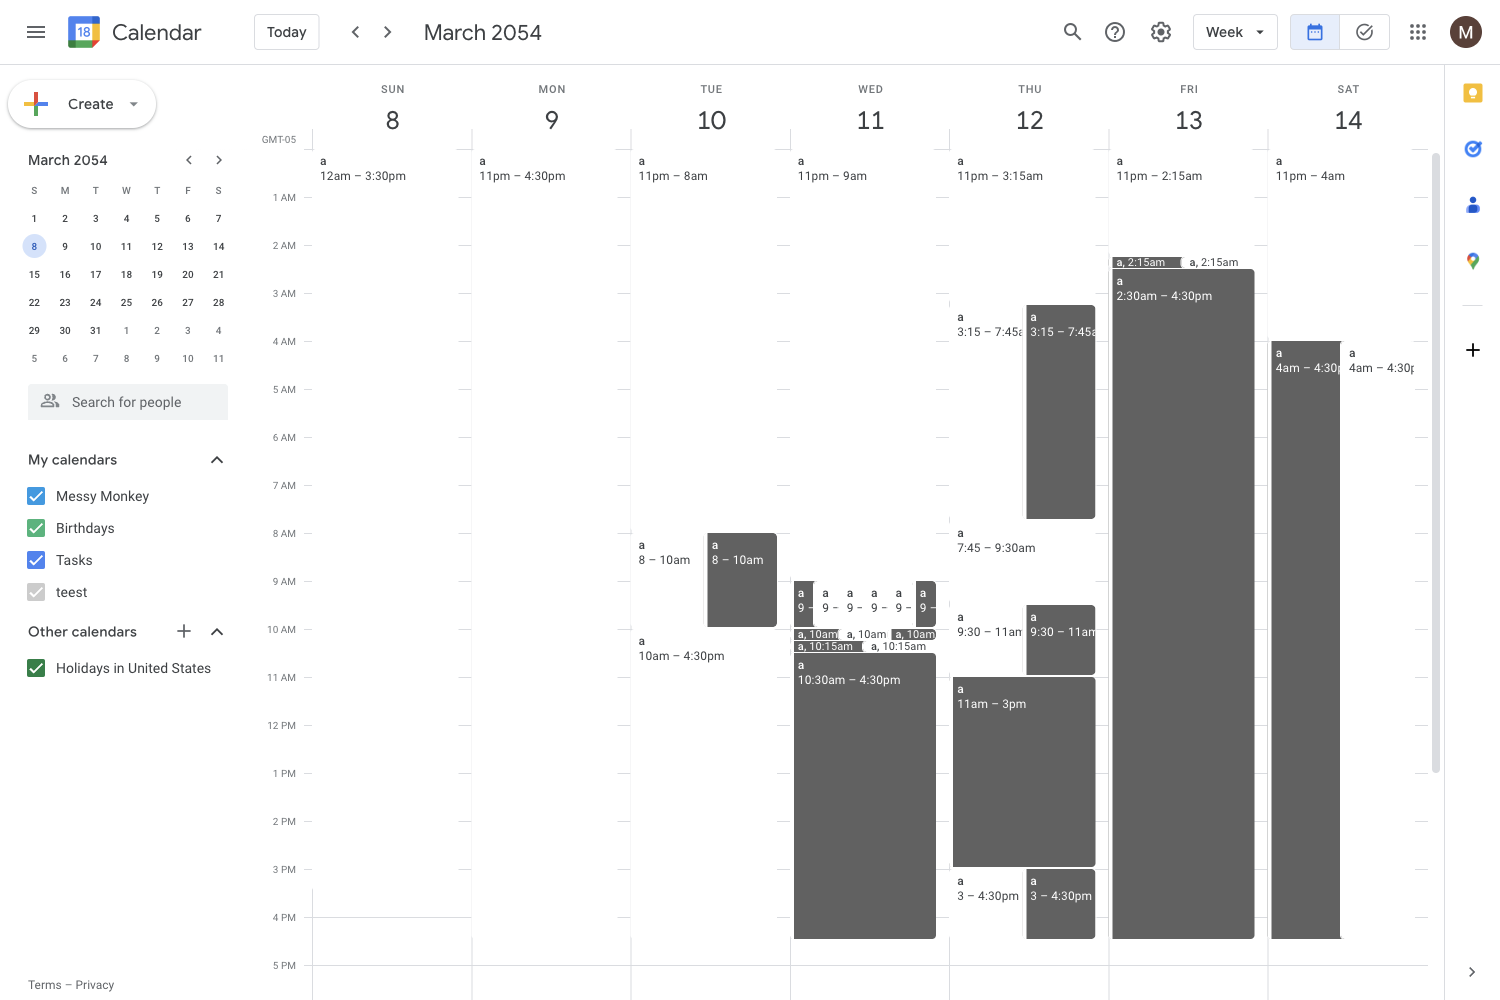 18 Calendar
Today
March 2054
Week
M
Create
March 2054
S M T W T F S
1 2 3 4 5 6 7
8 9 10 11 12 13 14
15 16 17 18 19 20 21
22 23 24 25 26 27 28
29 30 31 1 2 3 4
5 6 7 8 9 10 11
Search for people
My calendars
Messy Monkey
Birthdays
Tasks
teest
Other calendars
Holidays in United States
Terms – Privacy
SUN MON TUE WED THU FRI SAT
8 9 10 11 12 13 14
GMT-05
1 AM
2 AM
3 AM
4 AM
5 AM
6 AM
7 AM
8 AM
9 AM
10 AM
11 AM
12 PM
1 PM
2 PM
3 PM
4 PM
5 PM
a
12am – 3:30pm
a
11pm – 4:30pm
a
11pm – 8am
a
8 – 10am
a
8 – 10am
a
10am – 4:30pm
a
11pm – 9am
a
9 –
a
9 –
a
9 –
a
9 –
a
9 –
a
9 –
a, 10am
a, 10am
a, 10am
a, 10:15am
a, 10:15am
a
10:30am – 4:30pm
a
11pm – 3:15am
a
3:15 – 7:45a
a
3:15 – 7:45a
a
7:45 – 9:30am
a
9:30 – 11am
a
9:30 – 11am
a
11am – 3pm
a
3 – 4:30pm
a
3 – 4:30pm
a
11pm – 2:15am
a, 2:15am
a, 2:15am
a
2:30am – 4:30pm
a
11pm – 4am
a
4am – 4:30p
a
4am – 4:30p